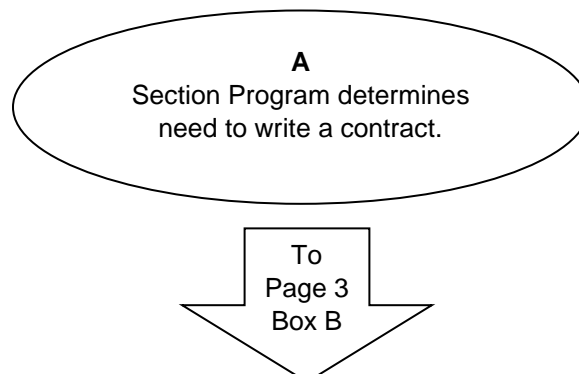 A
Section Program determines
need to write a contract.
To
Page 3
Box B